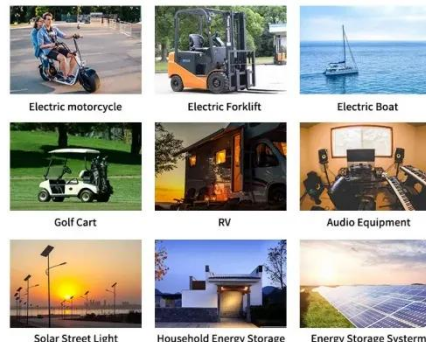 Electric motorcycle
Electric Forklift
Electric Boat
Golf Cart
RV
Audio Equipment
Solar Street Light
Household Energy Storage
Energy Storage Systerm